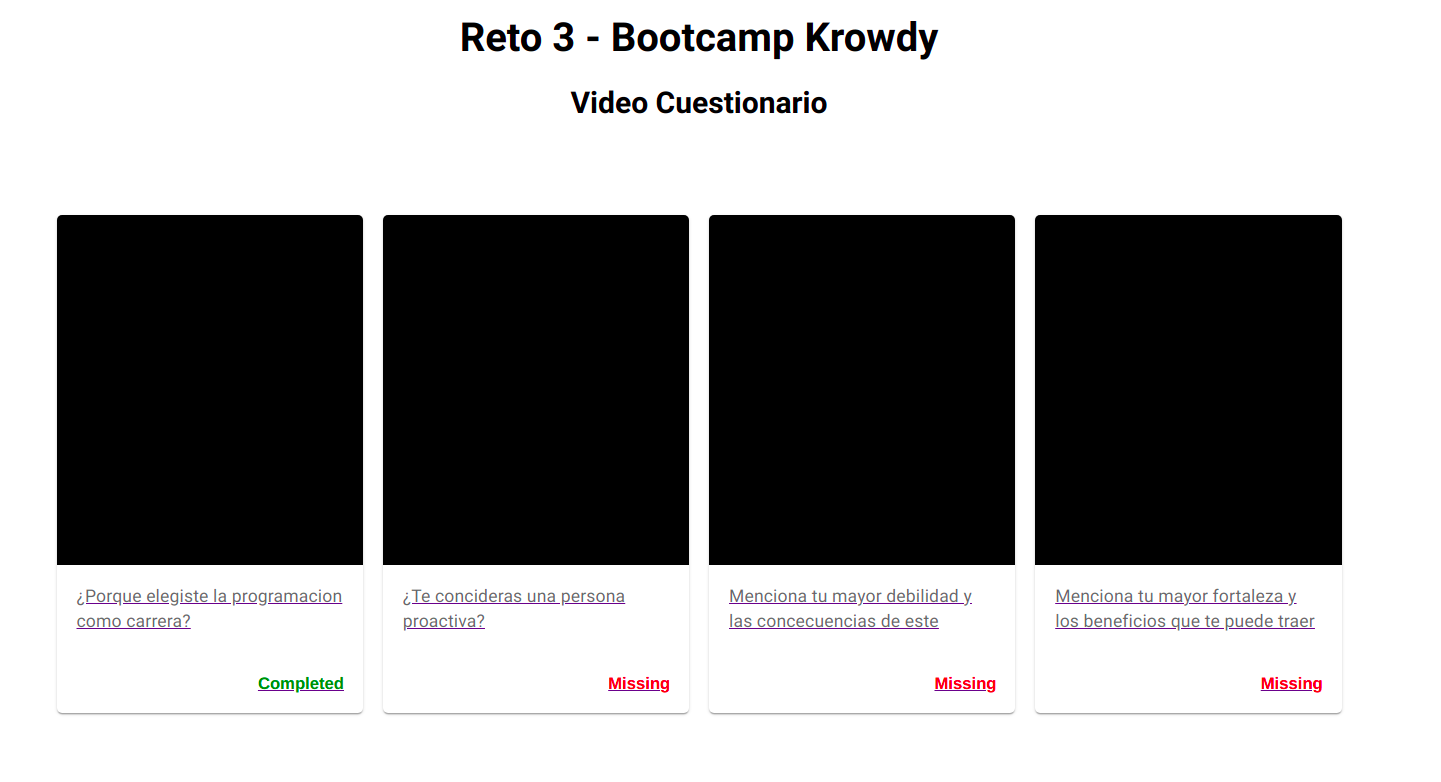 Reto 3 - Bootcamp Krowdy
Video Cuestionario
¿Porque elegiste la programacion
como carrera?
Completed
¿Te concideras una persona
proactiva?
Missing
Menciona tu mayor debilidad y
las concecuencias de este
Missing
Menciona tu mayor fortaleza y
los beneficios que te puede traer
Missing